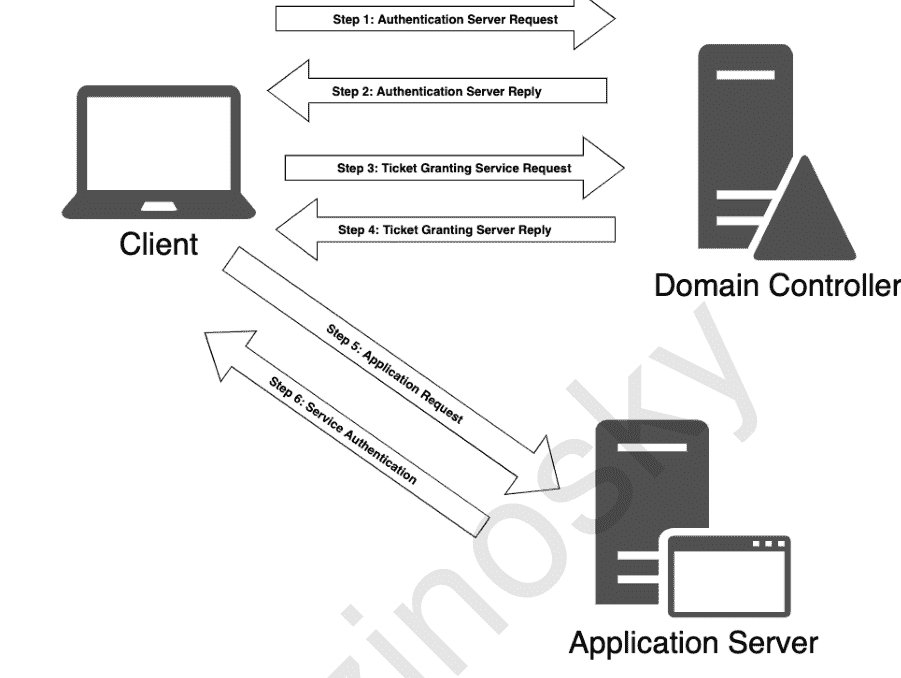 Step 1: Authentication Server Request
Step 2: Authentication Server Reply
Step 3: Ticket Granting Service Request
Step 4: Ticket Granting Server Reply
Client
Domain Controller
Step 5: Application Request
Step 6: Service Authentication
Application Server